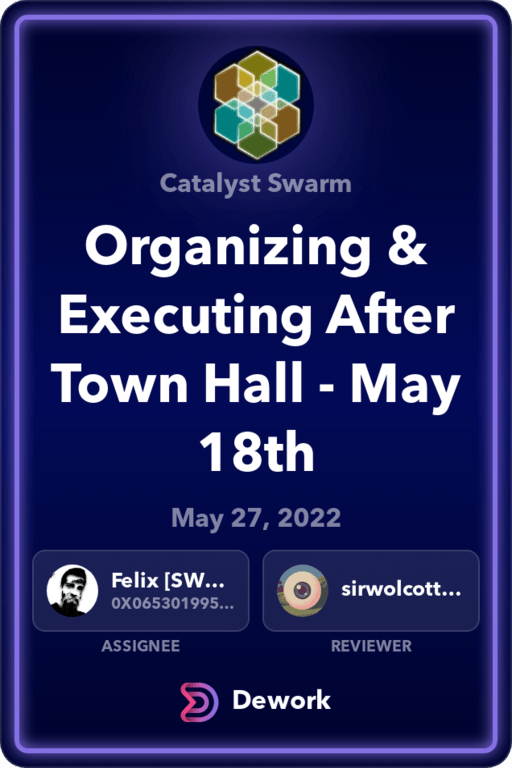 Catalyst Swarm
Organizing &
Executing After
Town Hall - May
18th
May 27, 2022
Felix [SW...
0X065301995...
sirwolcott...
ASSIGNEE
REVIEWER
Dework